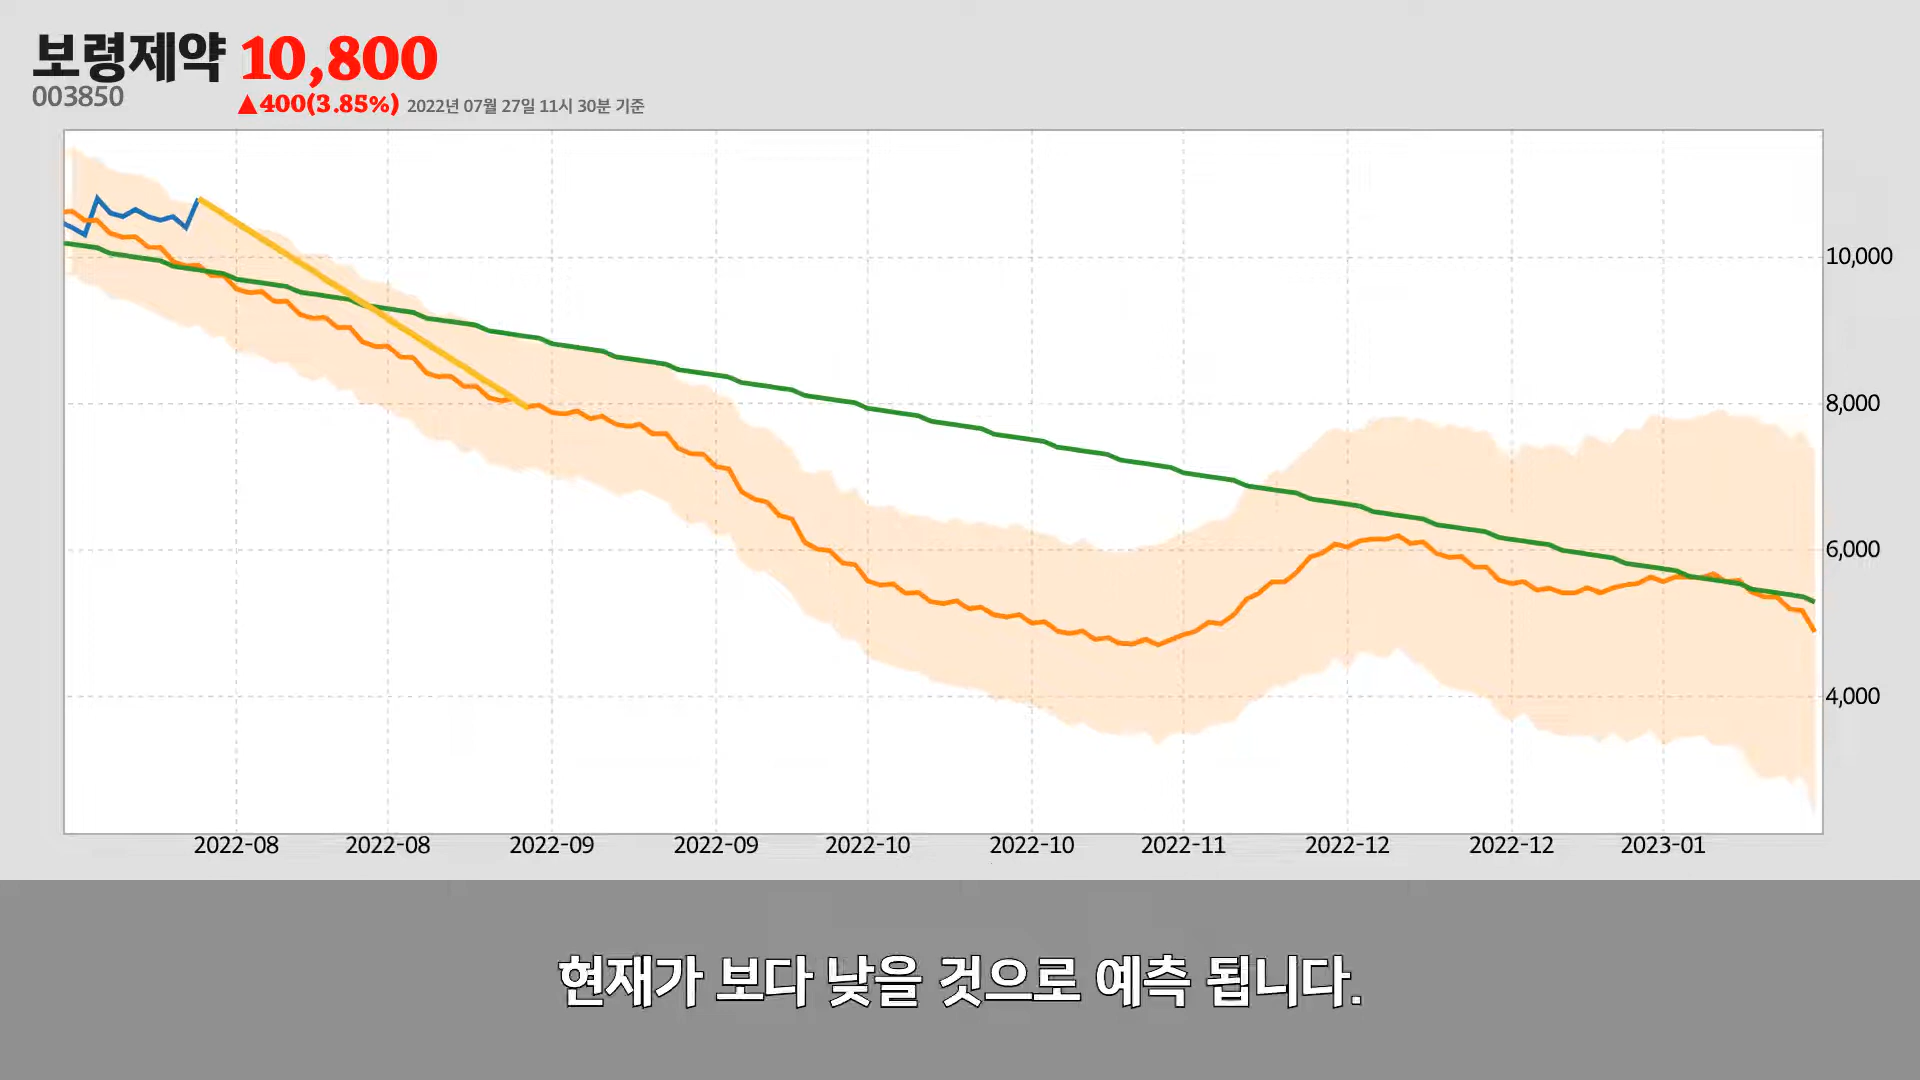 보령제약 10,800
003850
▲400(3.85%) 2022년 07월 27일 11시 30분 기준
10,000
8,000
6,000
4,000
2022-08 2022-08 2022-09 2022-09 2022-10 2022-10 2022-11 2022-12 2022-12 2023-01
현재가 보다 낮을 것으로 예측 됩니다.